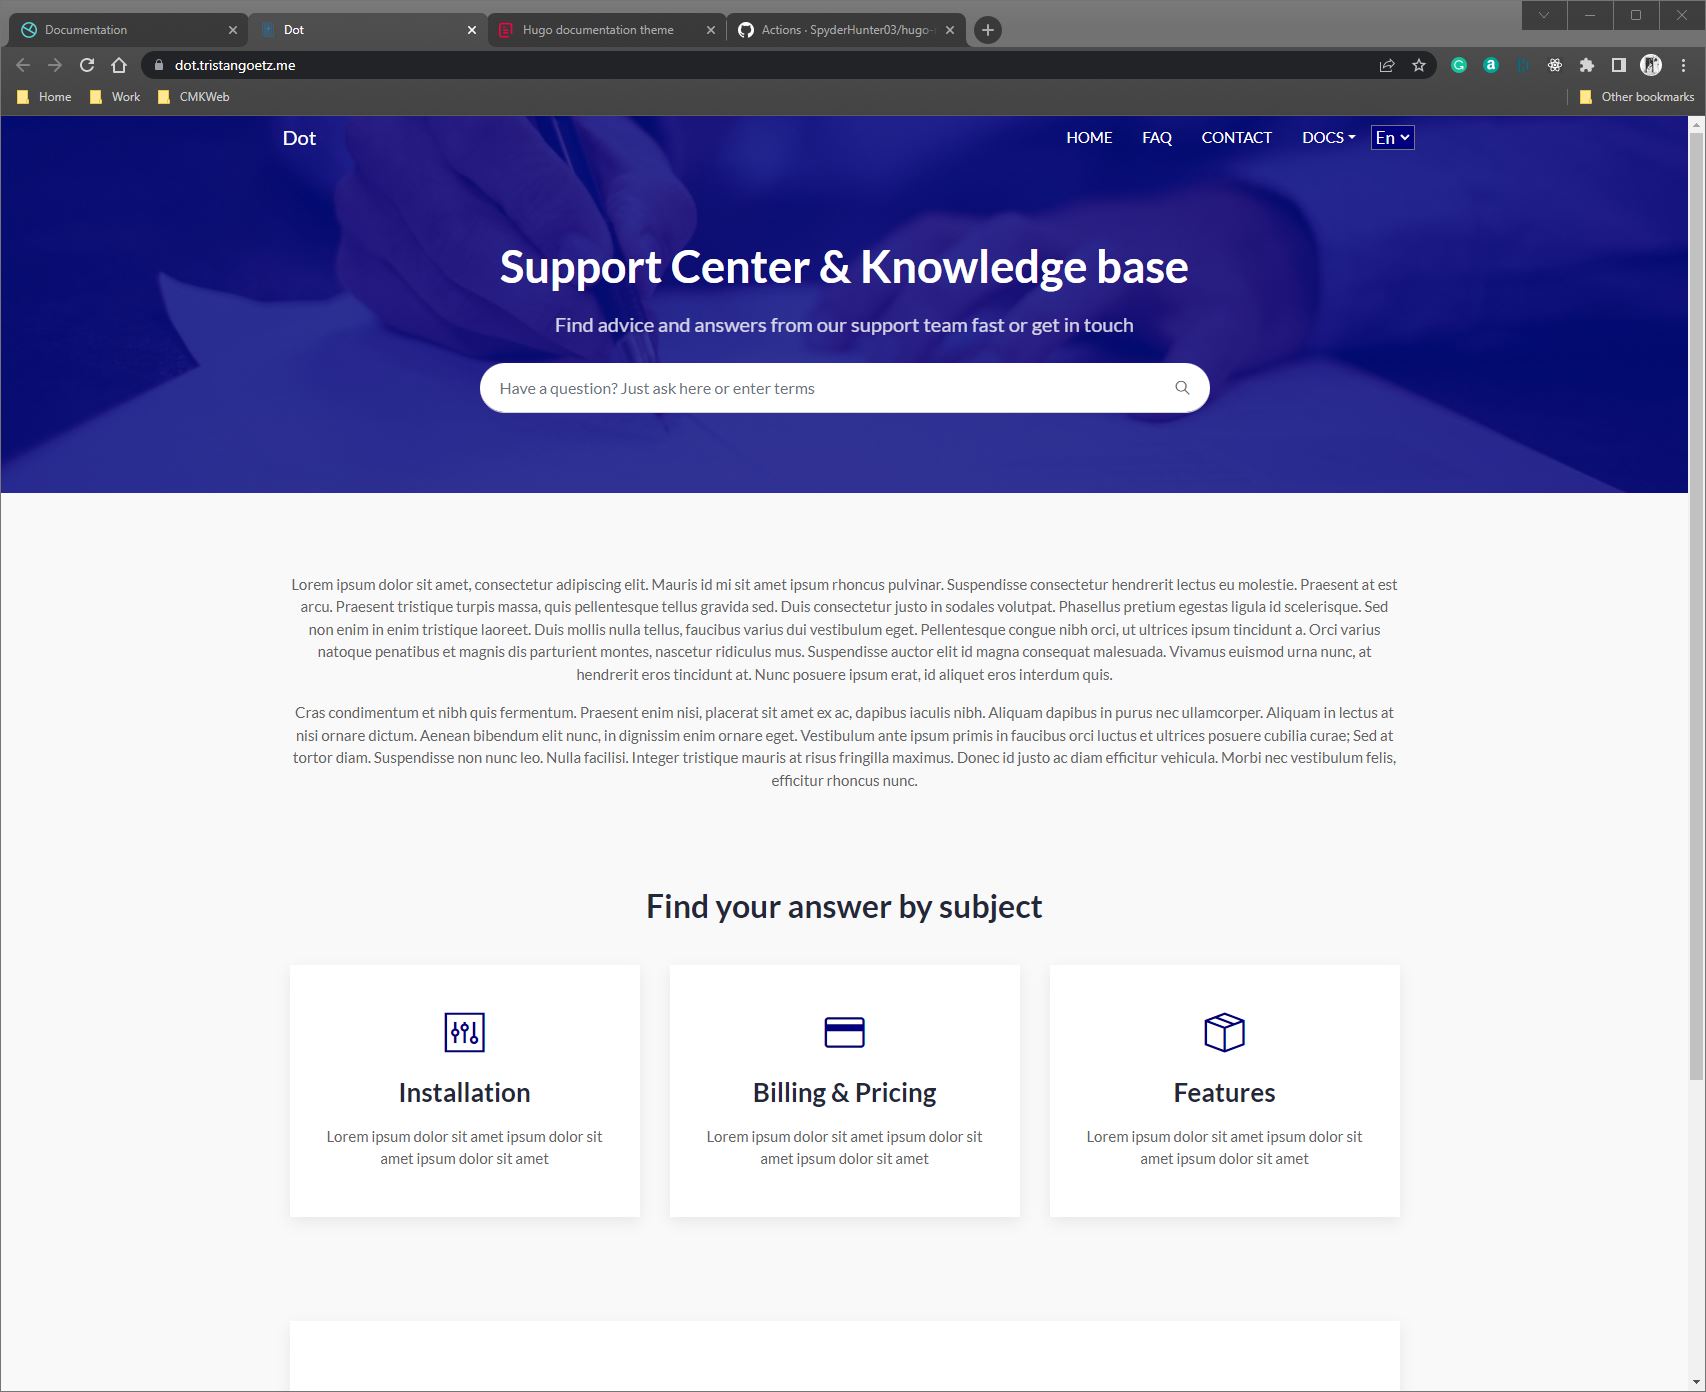 Documentation
Dot
Hugo documentation theme
Actions · SpyderHunter03/hugo-
dot.tristangoetz.me
Home
Work
CMKWeb
Other bookmarks
Dot
HOME
FAQ
CONTACT
DOCS
En
Support Center & Knowledge base
Find advice and answers from our support team fast or get in touch
Have a question? Just ask here or enter terms
Lorem ipsum dolor sit amet, consectetur adipiscing elit. Mauris id mi sit amet ipsum rhoncus pulvinar. Suspendisse consectetur hendrerit lectus eu molestie. Praesent at est
arcu. Praesent tristique turpis massa, quis pellentesque tellus gravida sed. Duis consectetur justo in sodales volutpat. Phasellus pretium egestas ligula id scelerisque. Sed
non enim in enim tristique laoreet. Duis mollis nulla tellus, faucibus varius dui vestibulum eget. Pellentesque congue nibh orci, ut ultrices ipsum tincidunt a. Orci varius
natoque penatibus et magnis dis parturient montes, nascetur ridiculus mus. Suspendisse auctor elit id magna consequat malesuada. Vivamus euismod urna nunc, at
hendrerit eros tincidunt at. Nunc posuere ipsum erat, id aliquet eros interdum quis.
Cras condimentum et nibh quis fermentum. Praesent enim nisi, placerat sit amet ex ac, dapibus iaculis nibh. Aliquam dapibus in purus nec ullamcorper. Aliquam in lectus at
nisi ornare dictum. Aenean bibendum elit nunc, in dignissim enim ornare eget. Vestibulum ante ipsum primis in faucibus orci luctus et ultrices posuere cubilia curae; Sed at
tortor diam. Suspendisse non nunc leo. Nulla facilisi. Integer tristique mauris at risus fringilla maximus. Donec id justo ac diam efficitur vehicula. Morbi nec vestibulum felis,
efficitur rhoncus nunc.
Find your answer by subject
Installation
Lorem ipsum dolor sit amet ipsum dolor sit
amet ipsum dolor sit amet
Billing & Pricing
Lorem ipsum dolor sit amet ipsum dolor sit
amet ipsum dolor sit amet
Features
Lorem ipsum dolor sit amet ipsum dolor sit
amet ipsum dolor sit amet